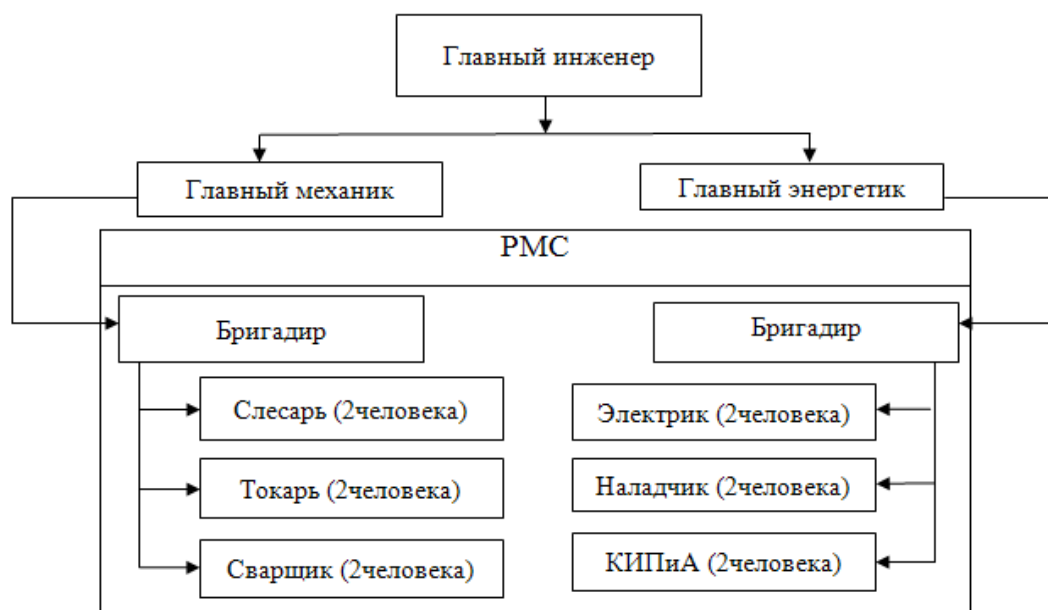 Главный инженер
Главный механик
Главный энергетик
РМС
Бригадир
Бригадир
Слесарь (2человека)
Электрик (2человека)
Токарь (2человека)
Наладчик (2человека)
Сварщик (2человека)
КИПиА (2человека)